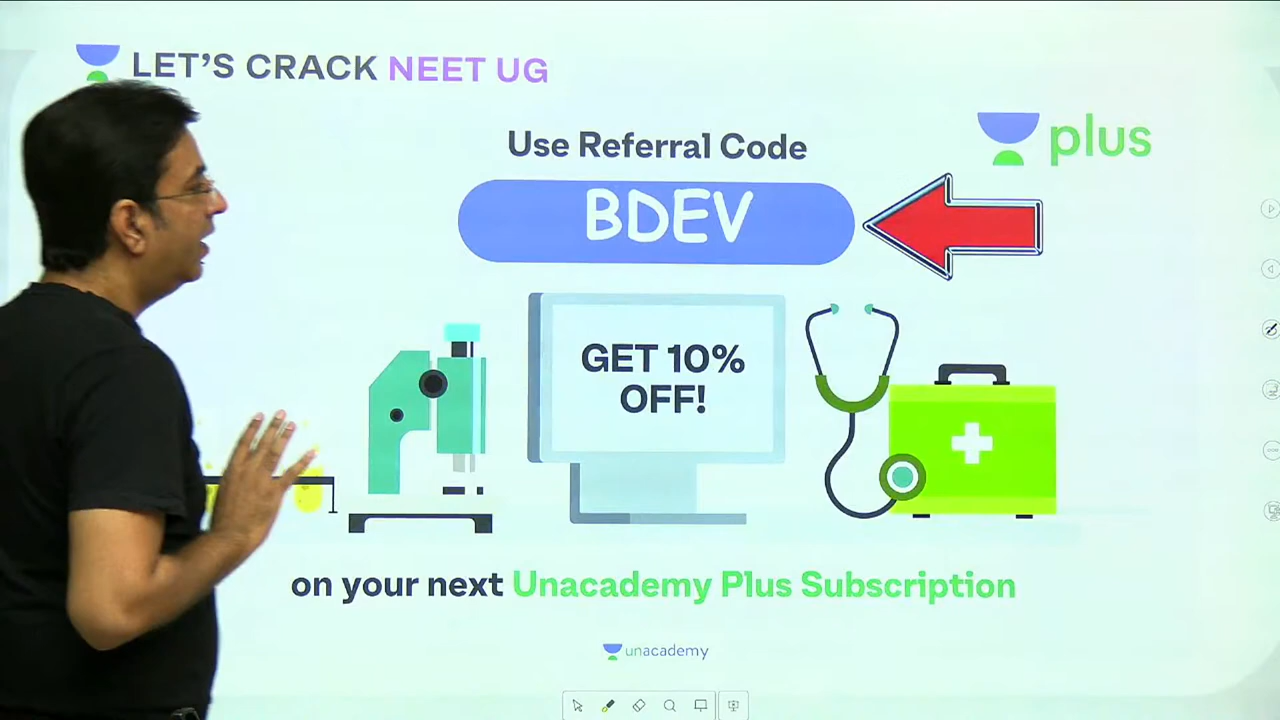 LET'S CRACK NEET UG
plus
Use Referral Code
BDEV
GET 10%
OFF!
on your next Unacademy Plus Subscription
unacademy